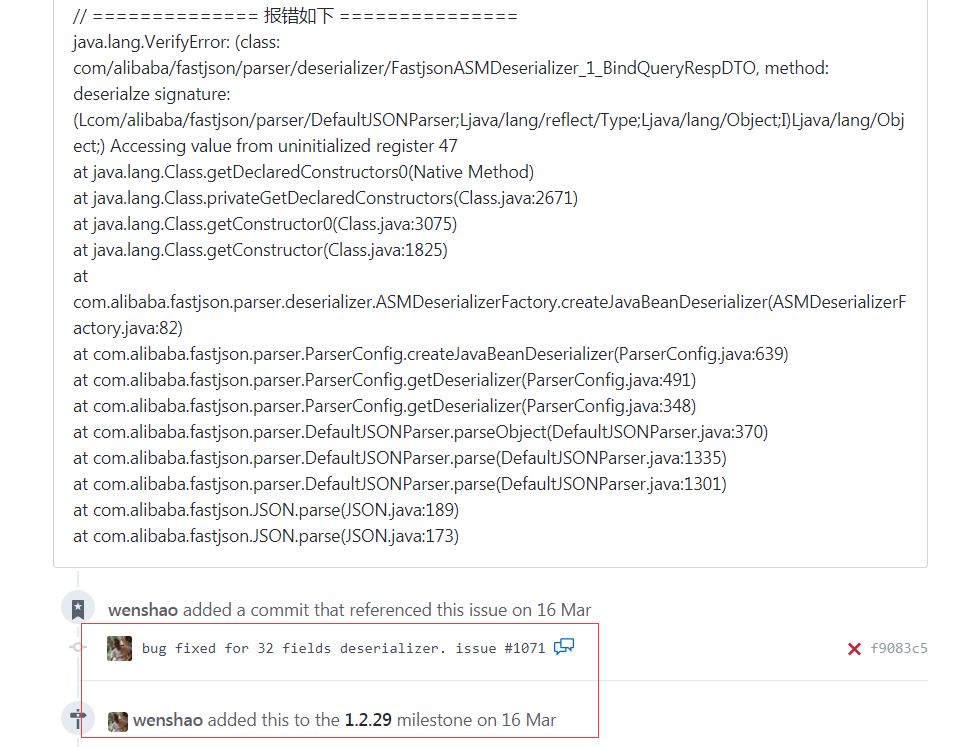 // ============== 报错如下 ===============
java.lang.VerifyError: (class:
com/alibaba/fastjson/parser/deserializer/FastjsonASMDeserializer_1_BindQueryRespDTO, method:
deserialze signature:
(Lcom/alibaba/fastjson/parser/DefaultJSONParser;Ljava/lang/reflect/Type;Ljava/lang/Object;I)Ljava/lang/Obj
ect;) Accessing value from uninitialized register 47
at java.lang.Class.getDeclaredConstructors0(Native Method)
at java.lang.Class.privateGetDeclaredConstructors(Class.java:2671)
at java.lang.Class.getConstructor0(Class.java:3075)
at java.lang.Class.getConstructor(Class.java:1825)
at
com.alibaba.fastjson.parser.deserializer.ASMDeserializerFactory.createJavaBeanDeserializer(ASMDeserializerF
actory.java:82)
at com.alibaba.fastjson.parser.ParserConfig.createJavaBeanDeserializer(ParserConfig.java:639)
at com.alibaba.fastjson.parser.ParserConfig.getDeserializer(ParserConfig.java:491)
at com.alibaba.fastjson.parser.ParserConfig.getDeserializer(ParserConfig.java:348)
at com.alibaba.fastjson.parser.DefaultJSONParser.parseObject(DefaultJSONParser.java:370)
at com.alibaba.fastjson.parser.DefaultJSONParser.parse(DefaultJSONParser.java:1335)
at com.alibaba.fastjson.parser.DefaultJSONParser.parse(DefaultJSONParser.java:1301)
at com.alibaba.fastjson.JSON.parse(JSON.java:189)
at com.alibaba.fastjson.JSON.parse(JSON.java:173)
wenshao added a commit that referenced this issue on 16 Mar
bug fixed for 32 fields deserializer. issue #1071 f9083c5
wenshao added this to the 1.2.29 milestone on 16 Mar